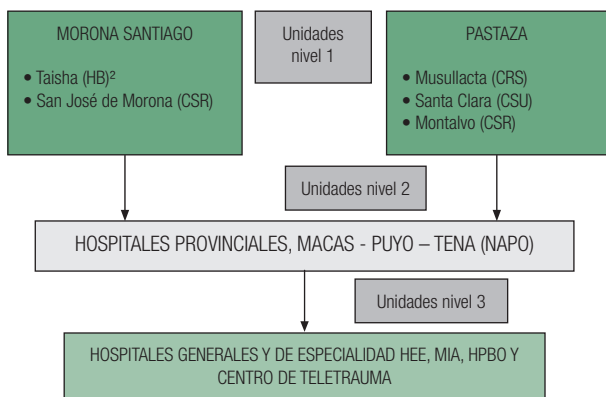 MORONA SANTIAGO
• Taisha (HB)²
• San José de Morona (CSR)
Unidades
nivel 1
PASTAZA
• Musullacta (CRS)
• Santa Clara (CSU)
• Montalvo (CSR)
Unidades nivel 2
HOSPITALES PROVINCIALES, MACAS - PUYO – TENA (NAPO)
Unidades nivel 3
HOSPITALES GENERALES Y DE ESPECIALIDAD HEE, MIA, HPBO Y
CENTRO DE TELETRAUMA